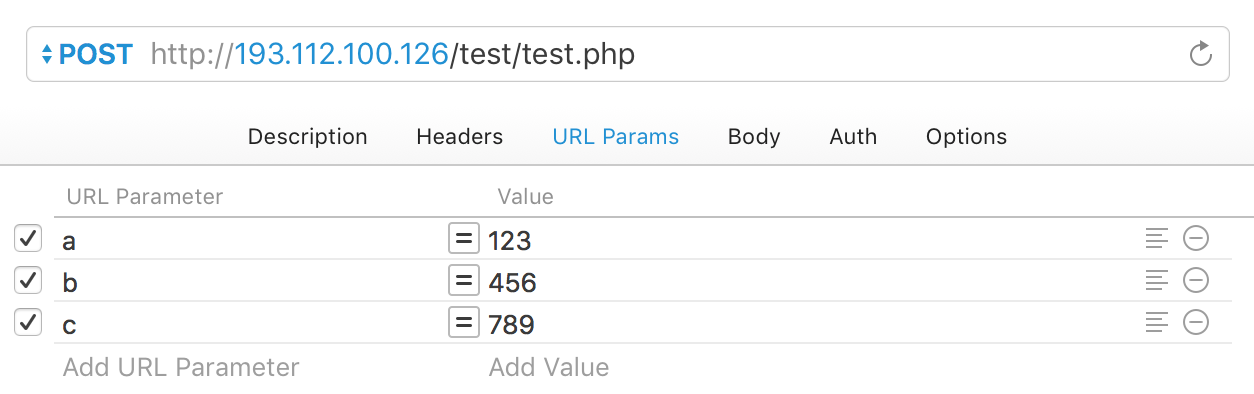 POST http://193.112.100.126/test/test.php
Description Headers URL Params Body Auth Options
URL Parameter Value
a = 123
b = 456
c = 789
Add URL Parameter Add Value